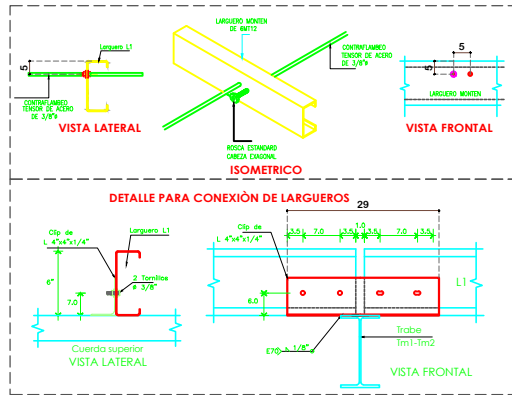 LARGUERO MONTEN
DE 6MT12
Larguero L1
5
CONTRAFLAMBEO
TENSOR DE ACERO
DE 3/8"ø
VISTA LATERAL
CONTRAFLAMBEO
TENSOR DE ACERO
DE 3/8"ø
ROSCA ESTANDARD
CABEZA EXAGONAL
ISOMETRICO
5
5
LARGUERO MONTEN
VISTA FRONTAL
DETALLE PARA CONEXIÒN DE LARGUEROS
Clip de
L 4"x4"x1/4"
Larguero L1
2 Tornillos
ø 3/8"
6"
7.0
Cuerda superior
VISTA LATERAL
29
3.5 7.0 3.5 1.0 3.5 7.0 3.5
Clip de
L 4"x4"x1/4"
L1
6.0
1/8"
Trabe
Tm1-Tm2
VISTA FRONTAL